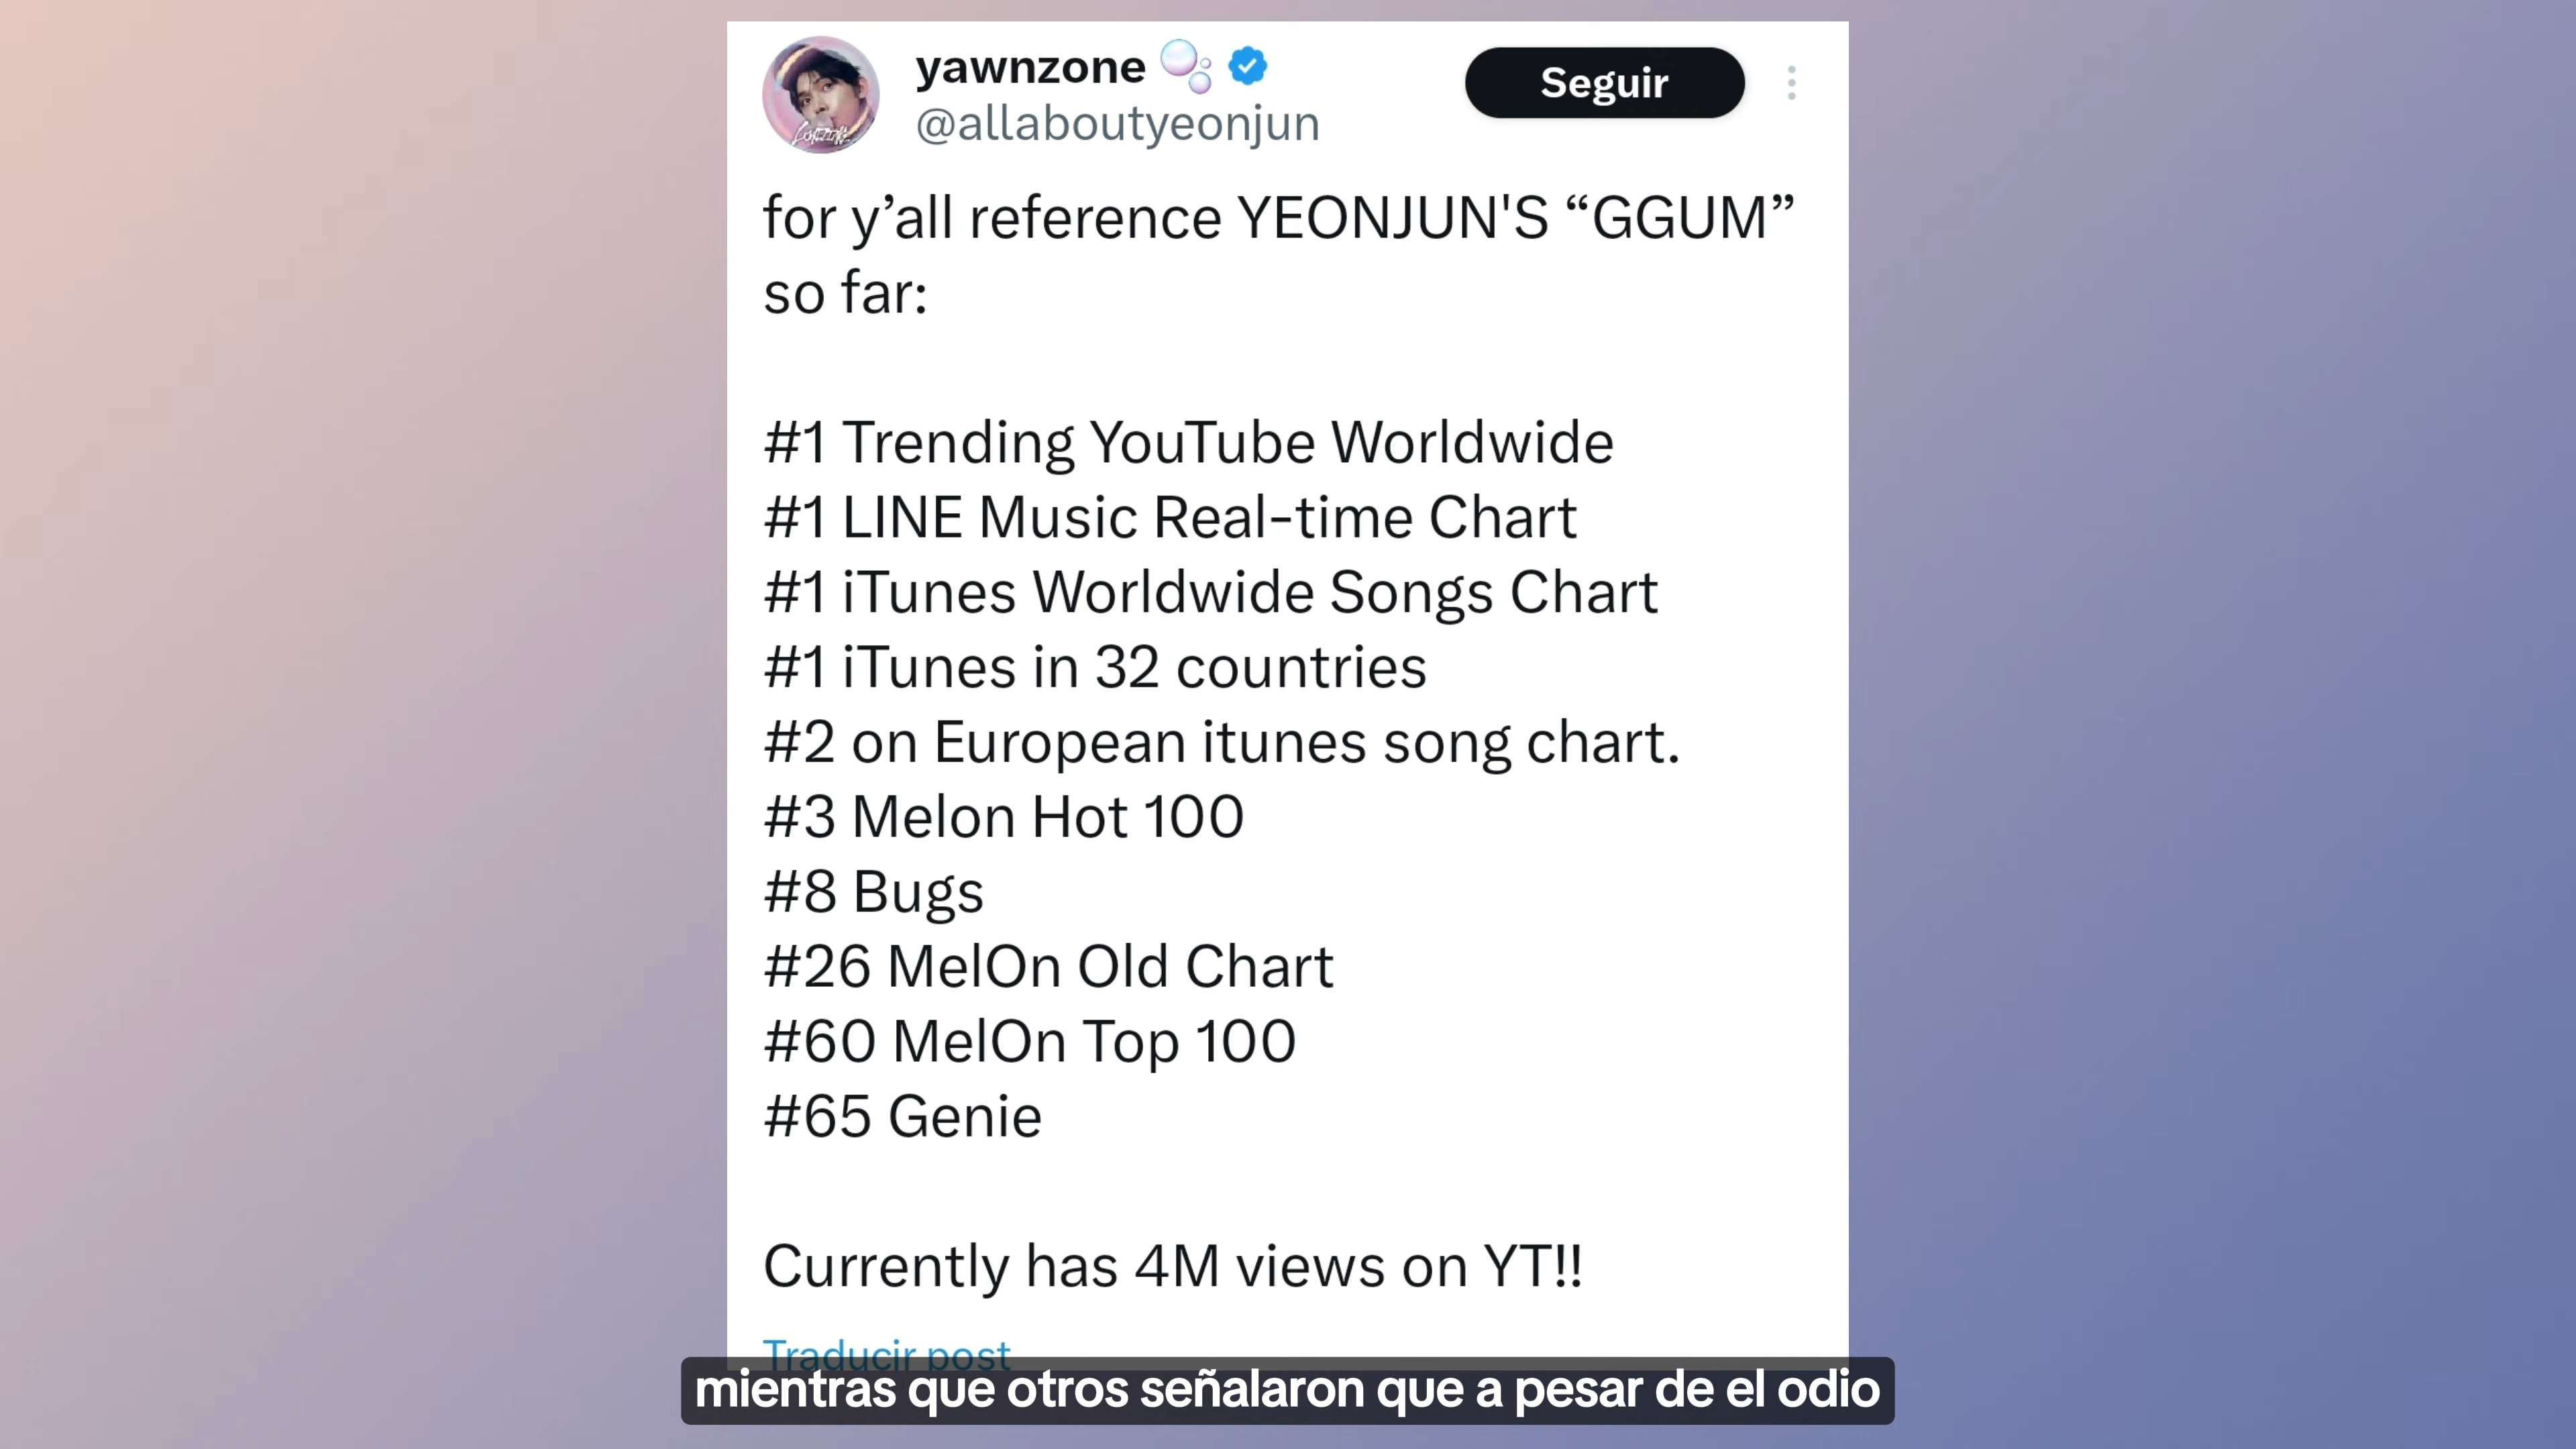 yawnzone
Seguir
@allaboutyeonjun
for y’all reference YEONJUN'S “GGUM”
so far:
#1 Trending YouTube Worldwide
#1 LINE Music Real-time Chart
#1 iTunes Worldwide Songs Chart
#1 iTunes in 32 countries
#2 on European itunes song chart.
#3 Melon Hot 100
#8 Bugs
#26 MelOn Old Chart
#60 MelOn Top 100
#65 Genie
Currently has 4M views on YT!!
Traducir post
mientras que otros señalaron que a pesar de el odio